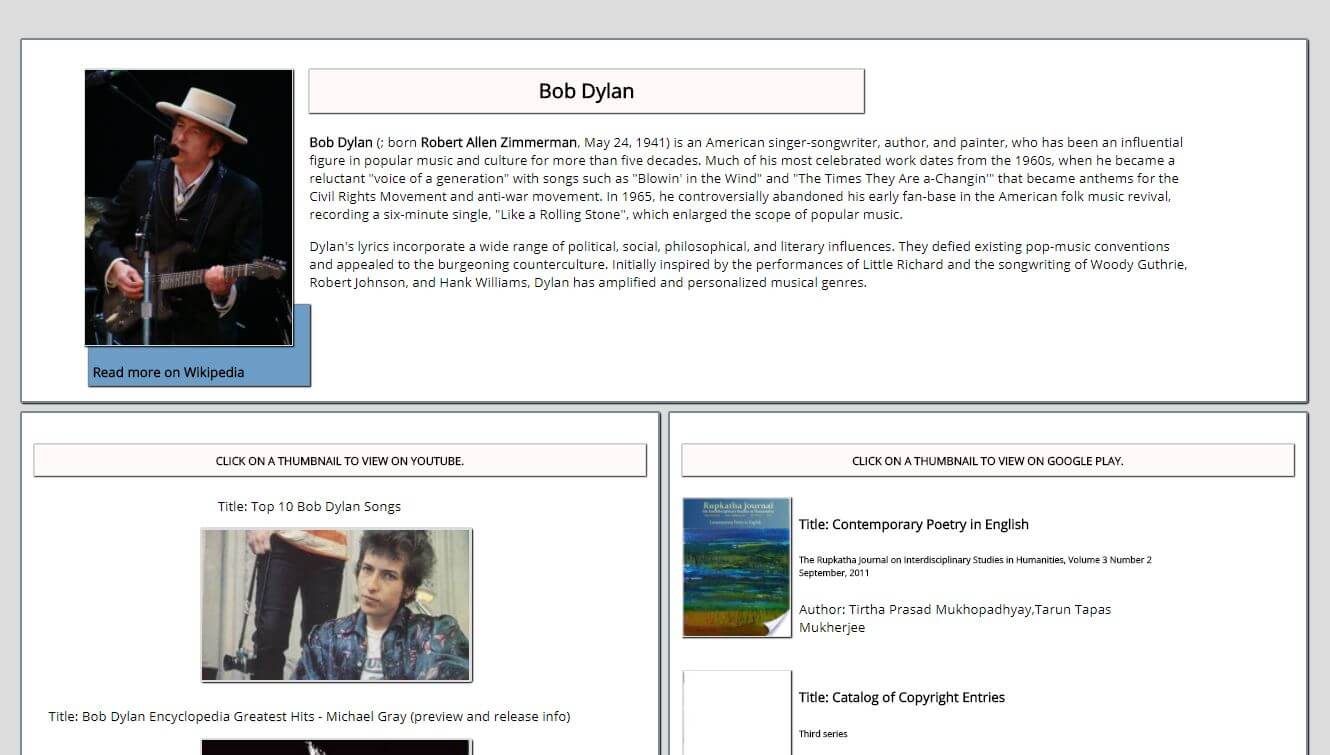 Bob Dylan
Bob Dylan (; born Robert Allen Zimmerman, May 24, 1941) is an American singer-songwriter, author, and painter, who has been an influential
figure in popular music and culture for more than five decades. Much of his most celebrated work dates from the 1960s, when he became a
reluctant "voice of a generation" with songs such as "Blowin' in the Wind" and "The Times They Are a-Changin'" that became anthems for the
Civil Rights Movement and anti-war movement. In 1965, he controversially abandoned his early fan-base in the American folk music revival,
recording a six-minute single, "Like a Rolling Stone", which enlarged the scope of popular music.
Dylan's lyrics incorporate a wide range of political, social, philosophical, and literary influences. They defied existing pop-music conventions
and appealed to the burgeoning counterculture. Initially inspired by the performances of Little Richard and the songwriting of Woody Guthrie,
Robert Johnson, and Hank Williams, Dylan has amplified and personalized musical genres.
Read more on Wikipedia
CLICK ON A THUMBNAIL TO VIEW ON YOUTUBE.
Title: Top 10 Bob Dylan Songs
Title: Bob Dylan Encyclopedia Greatest Hits - Michael Gray (preview and release info)
CLICK ON A THUMBNAIL TO VIEW ON GOOGLE PLAY.
Rupkatha Journal
Contemporary Poetry in English
Title: Contemporary Poetry in English
The Rupkatha Journal on Interdisciplinary Studies in Humanities, Volume 3 Number 2
September, 2011
Author: Tirtha Prasad Mukhopadhyay,Tarun Tapas
Mukherjee
Title: Catalog of Copyright Entries
Third series